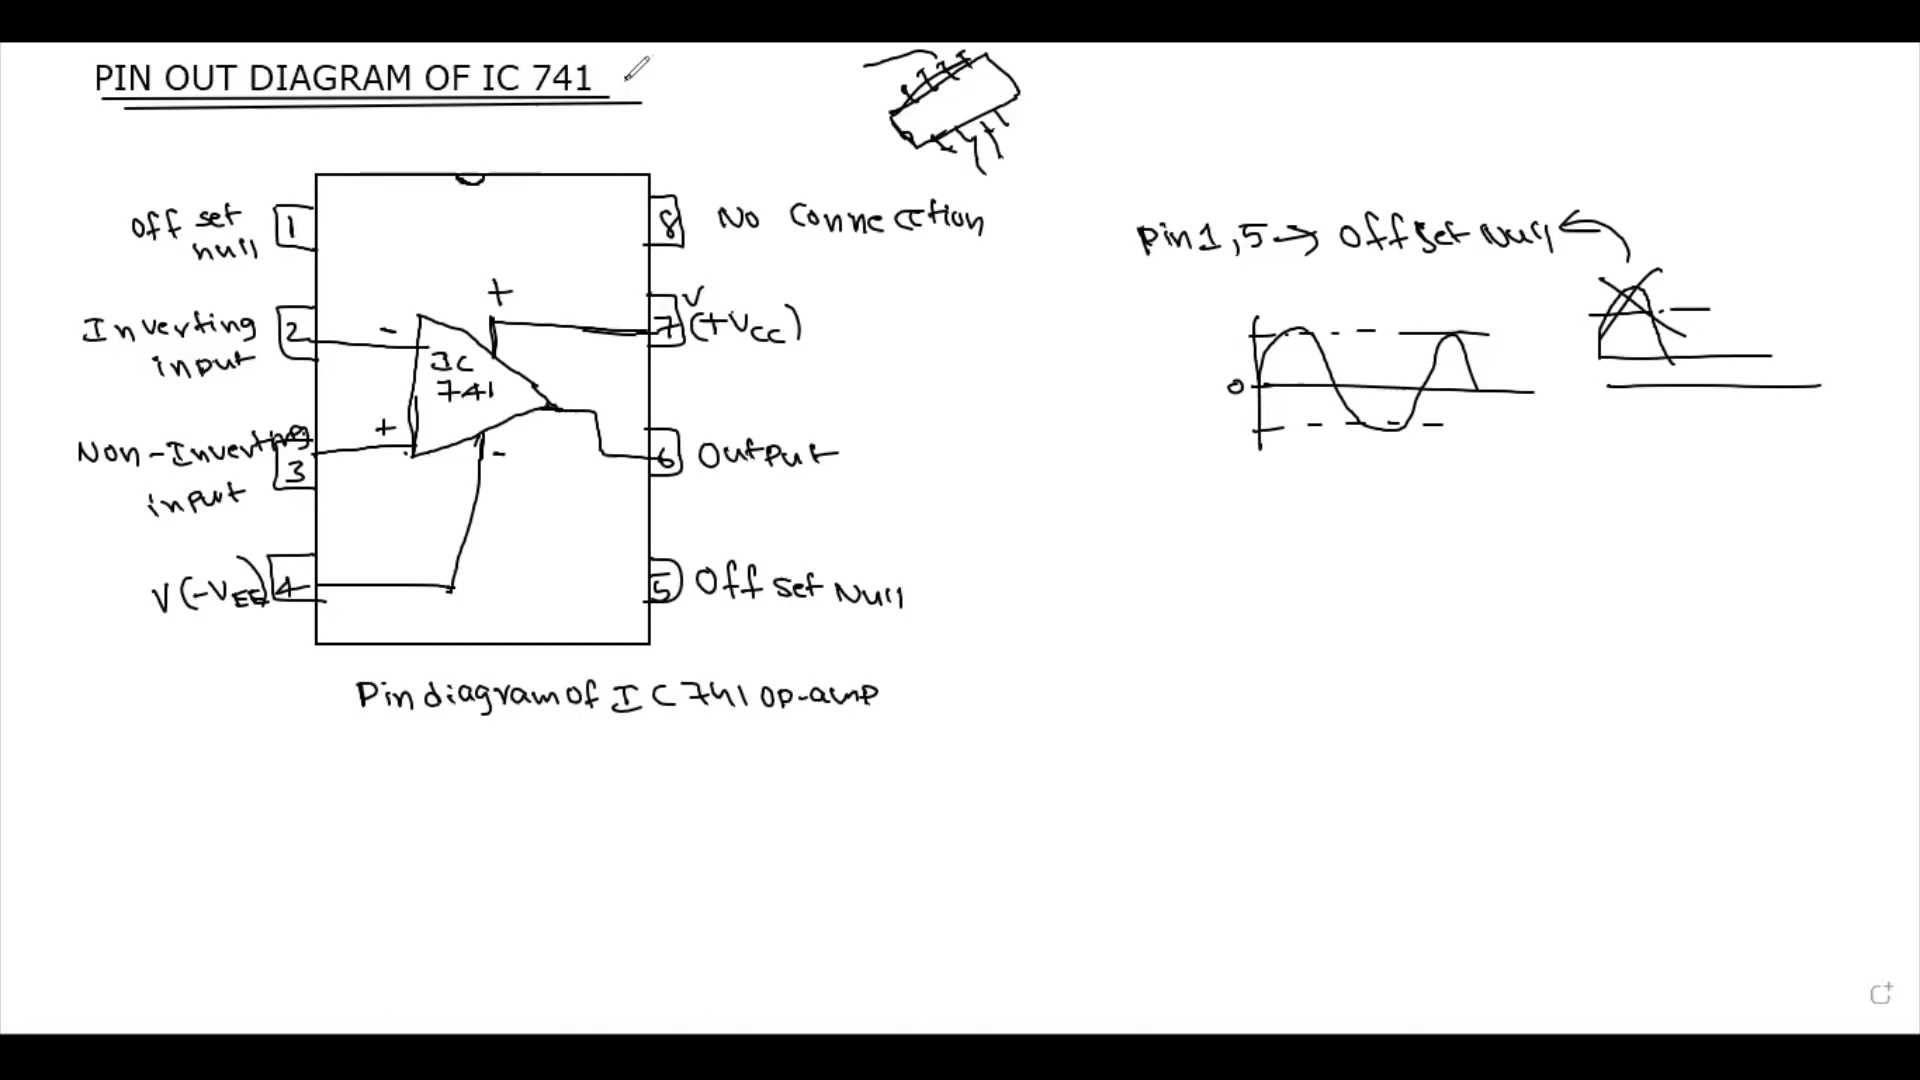 PIN OUT DIAGRAM OF IC 741
Off set
null
1
8
No Connection
Inverting
input
2
-
+
7
V
(+VCC)
IC
741
Non-Inverting
input
3
+
-
6
Output
V(-VEE)
4
5
Off set Null
Pin diagram of IC 741 op-amp
Pin 1,5→ Off set Null
0